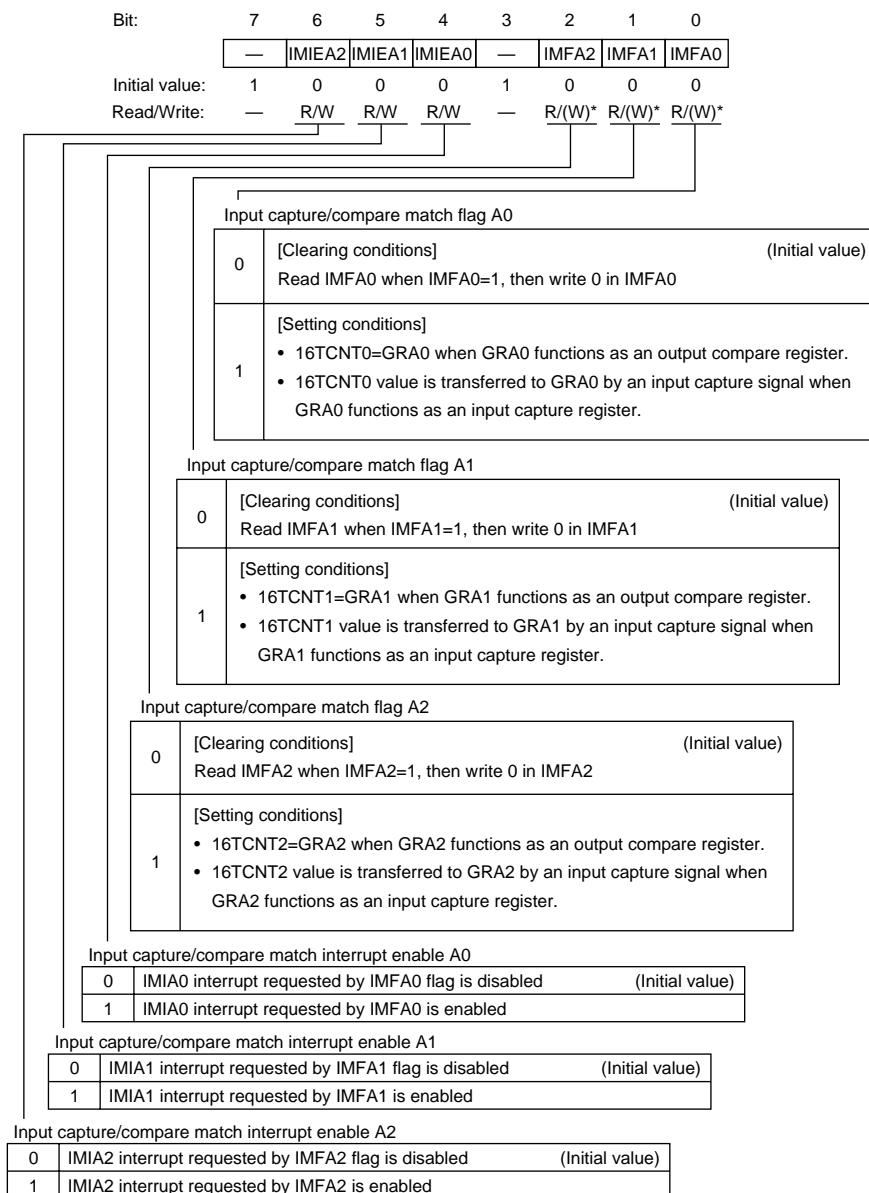 Bit: 7 6 5 4 3 2 1 0
— IMIEA2 IMIEA1 IMIEA0 — IMFA2 IMFA1 IMFA0
Initial value: 1 0 0 0 1 0 0 0
Read/Write: — R/W R/W R/W — R/(W)* R/(W)* R/(W)*
Input capture/compare match flag A0
0 [Clearing conditions] (Initial value)
Read IMFA0 when IMFA0=1, then write 0 in IMFA0
1 [Setting conditions]
• 16TCNT0=GRA0 when GRA0 functions as an output compare register.
• 16TCNT0 value is transferred to GRA0 by an input capture signal when
GRA0 functions as an input capture register.
Input capture/compare match flag A1
0 [Clearing conditions] (Initial value)
Read IMFA1 when IMFA1=1, then write 0 in IMFA1
1 [Setting conditions]
• 16TCNT1=GRA1 when GRA1 functions as an output compare register.
• 16TCNT1 value is transferred to GRA1 by an input capture signal when
GRA1 functions as an input capture register.
Input capture/compare match flag A2
0 [Clearing conditions] (Initial value)
Read IMFA2 when IMFA2=1, then write 0 in IMFA2
1 [Setting conditions]
• 16TCNT2=GRA2 when GRA2 functions as an output compare register.
• 16TCNT2 value is transferred to GRA2 by an input capture signal when
GRA2 functions as an input capture register.
Input capture/compare match interrupt enable A0
0 IMIA0 interrupt requested by IMFA0 flag is disabled (Initial value)
1 IMIA0 interrupt requested by IMFA0 is enabled
Input capture/compare match interrupt enable A1
0 IMIA1 interrupt requested by IMFA1 flag is disabled (Initial value)
1 IMIA1 interrupt requested by IMFA1 is enabled
Input capture/compare match interrupt enable A2
0 IMIA2 interrupt requested by IMFA2 flag is disabled (Initial value)
1 IMIA2 interrupt requested by IMFA2 is enabled